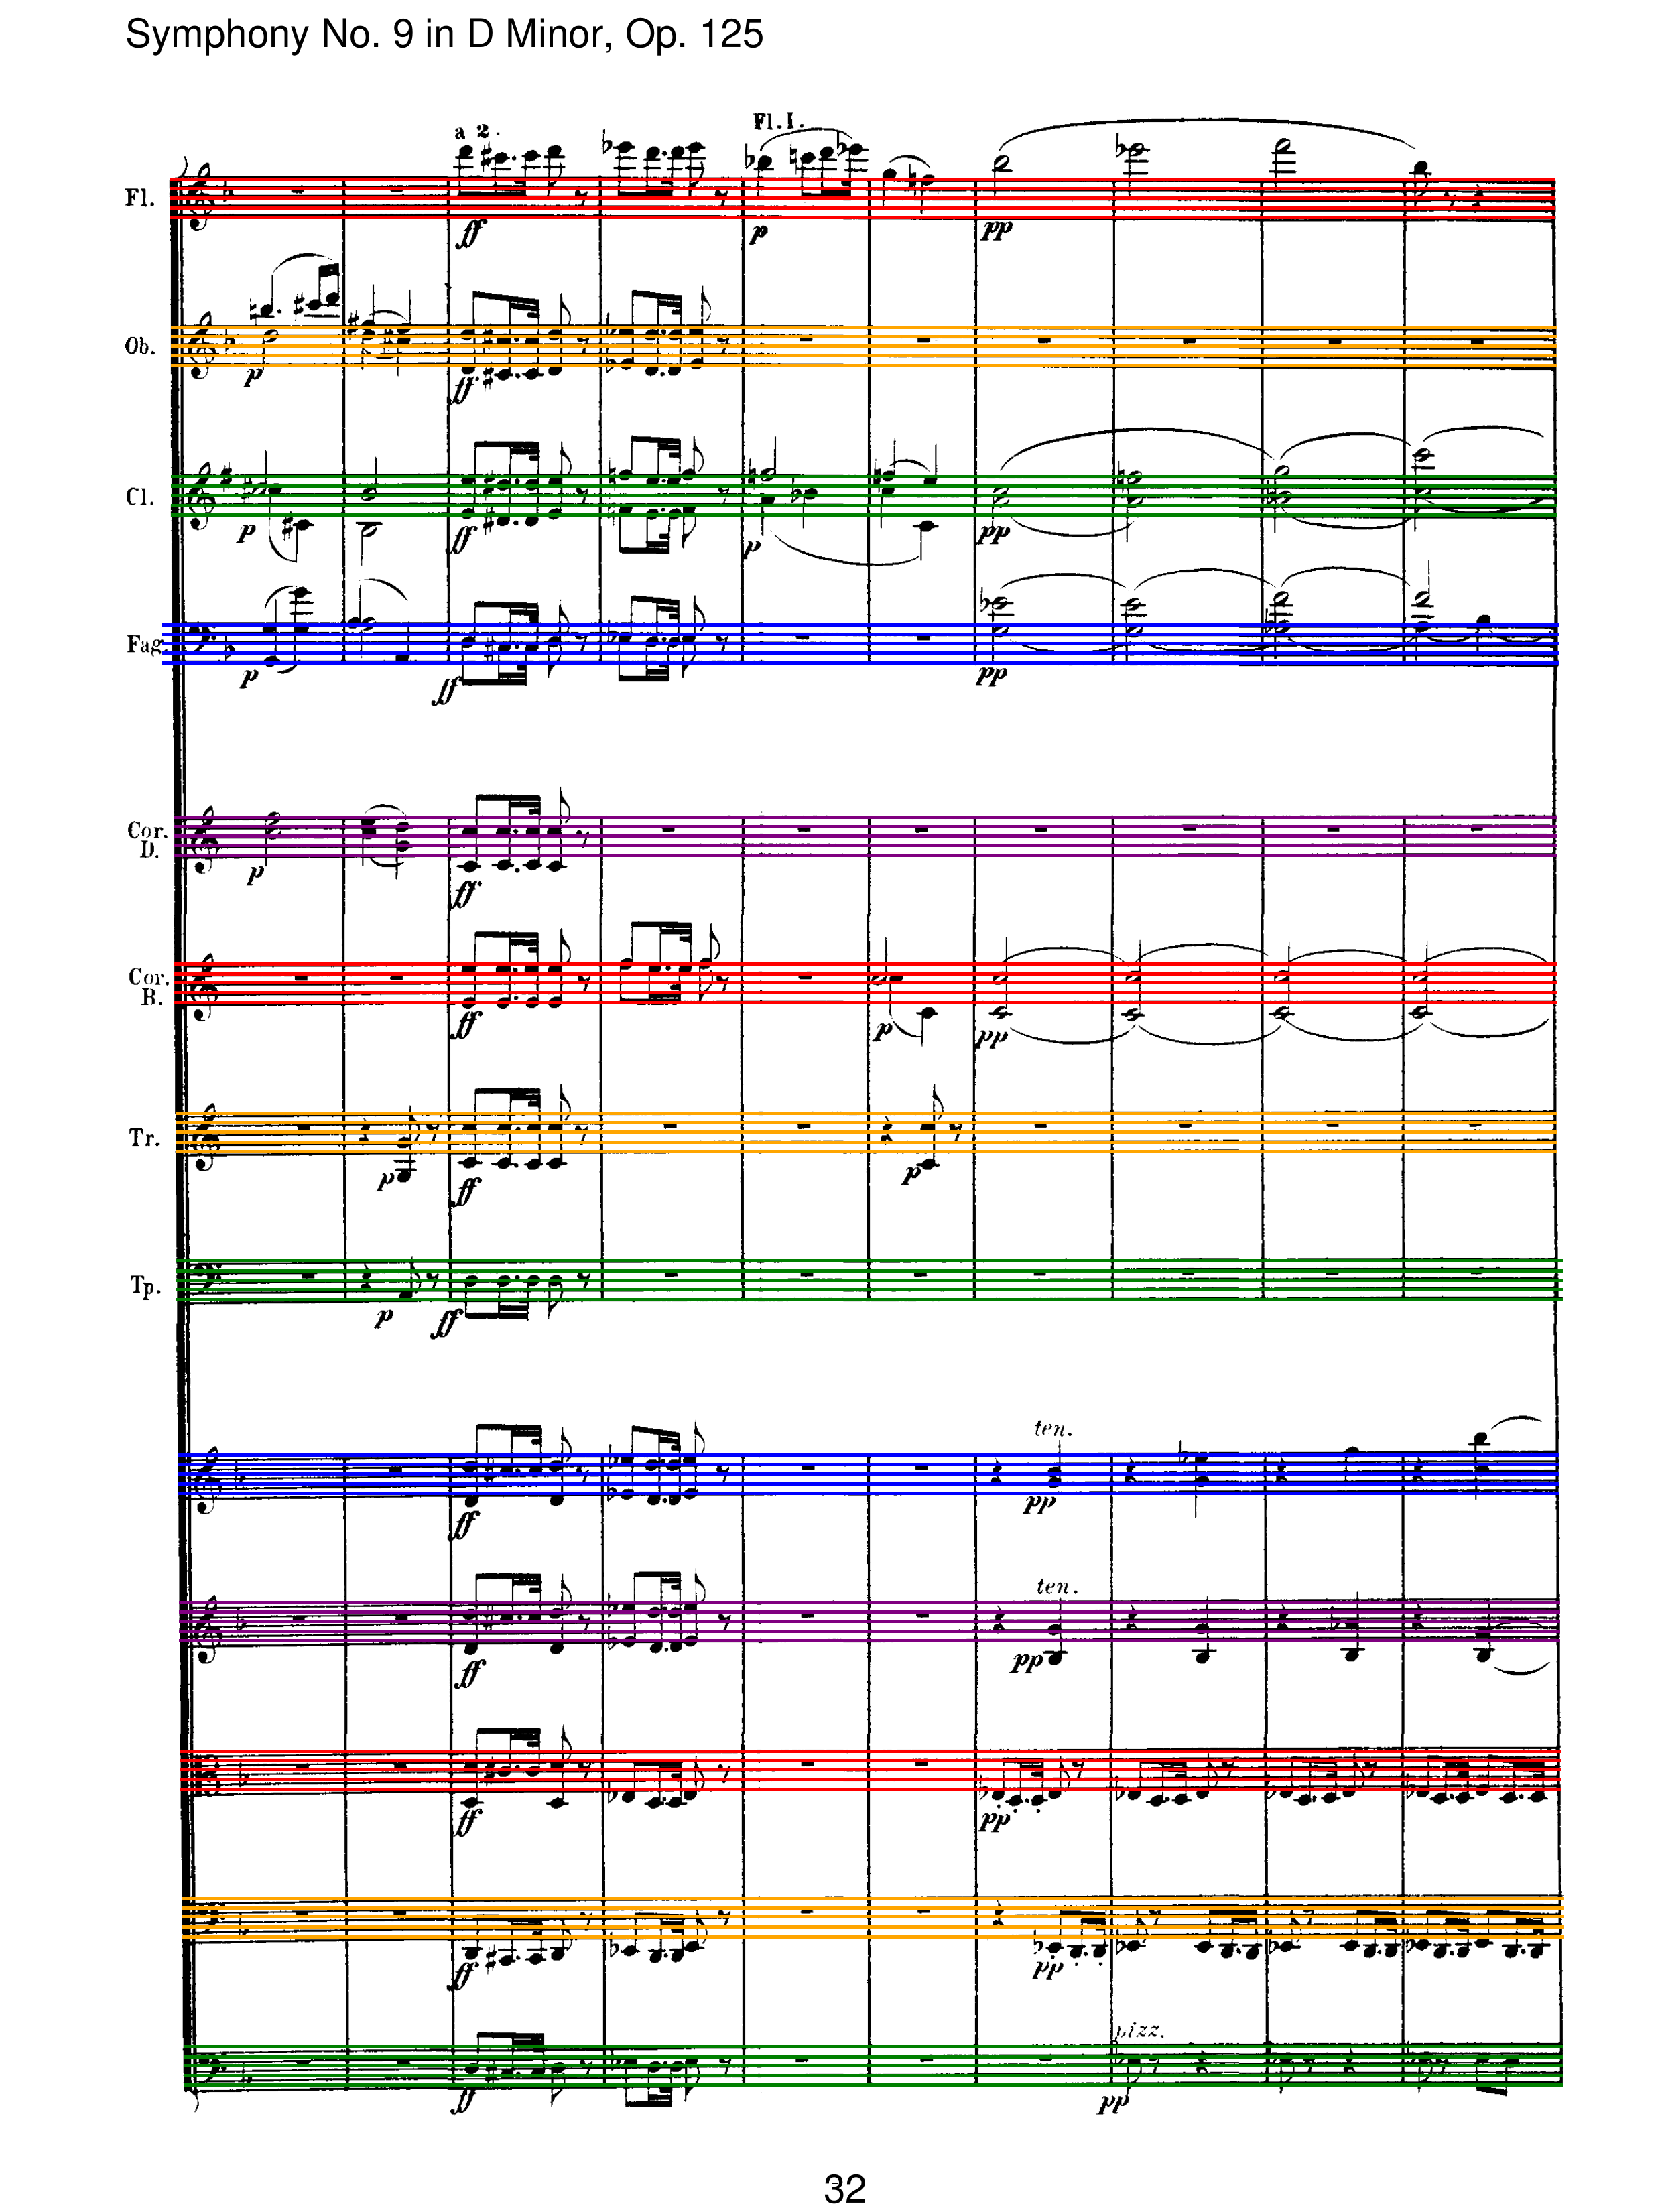 Symphony No. 9 in D Minor, Op. 125
a 2.
Fl.I.
Fl.
ff
p
pp
Ob.
p
ff
Cl.
p
ff
p
pp
Fag.
p
ff
pp
Cor.
D.
p
ff
Cor.
B.
ff
p
pp
Tr.
p
ff
p
Tp.
p
ff
ten.
ff
pp
ten.
ff
pp
ff
pp
ff
pp
pizz.
ff
pp
32